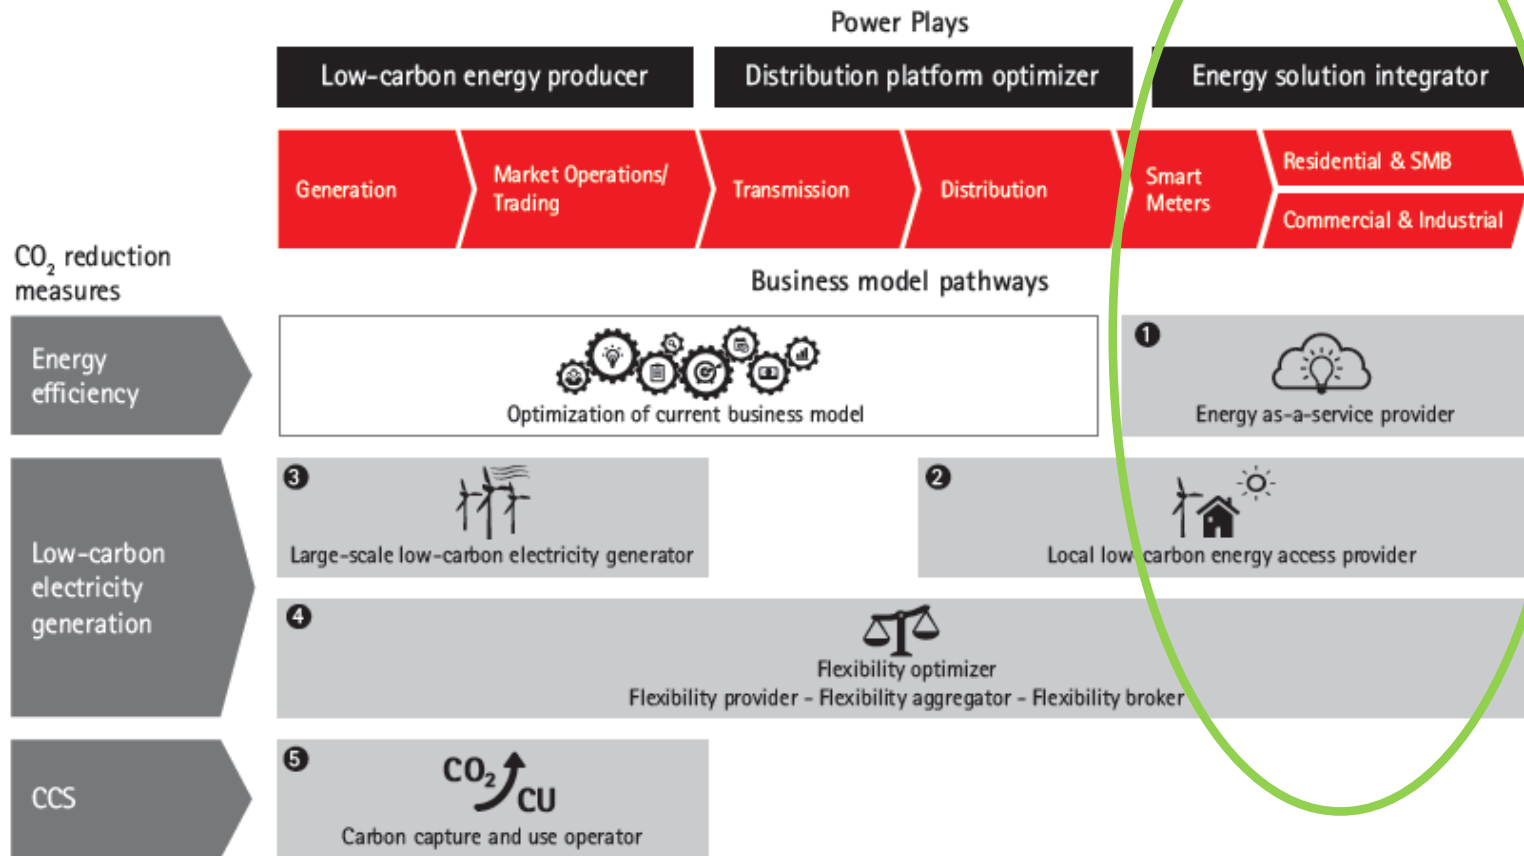 Power Plays
Low-carbon energy producer
Distribution platform optimizer
Energy solution integrator
Generation
Market Operations/
Trading
Transmission
Distribution
Smart
Meters
Residential & SMB
Commercial & Industrial
CO₂ reduction
measures
Business model pathways
Energy
efficiency
Optimization of current business model
1
Energy as-a-service provider
Low-carbon
electricity
generation
3
Large-scale low-carbon electricity generator
2
Local low-carbon energy access provider
4
Flexibility optimizer
Flexibility provider – Flexibility aggregator – Flexibility broker
CCS
5
CO₂
CU
Carbon capture and use operator